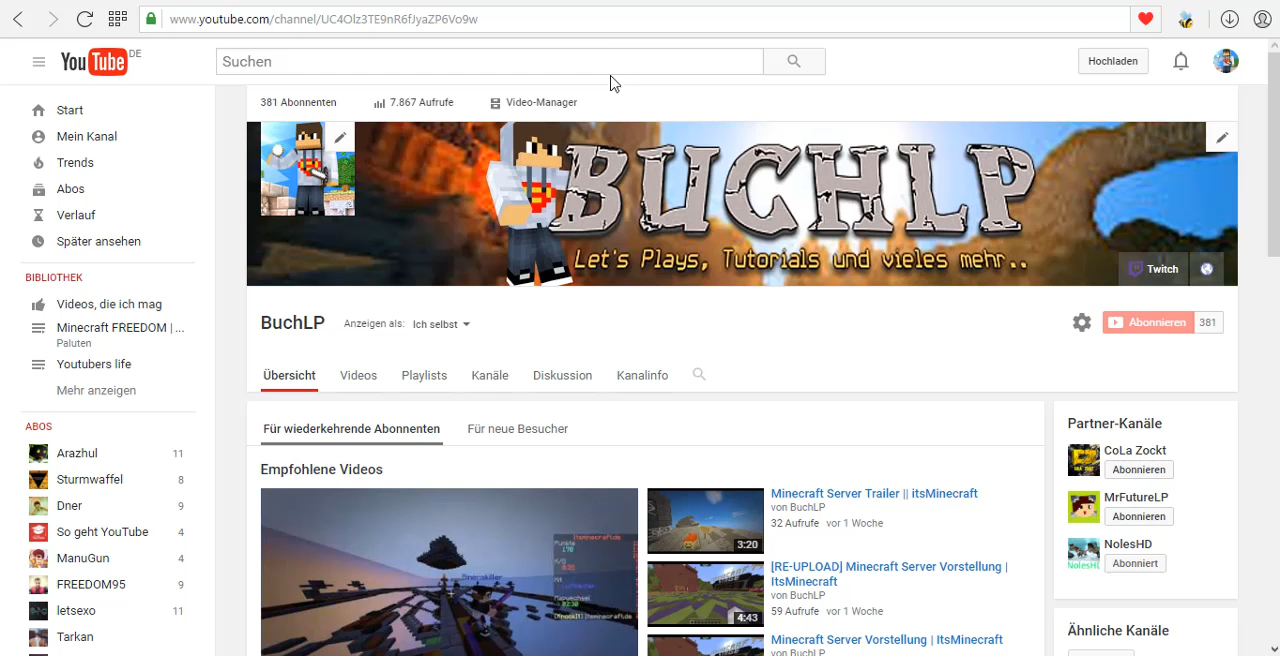 www.youtube.com/channel/UC4Olz3TE9nR6fJyaZP6Vo9w
YouTube DE
Suchen
Hochladen
Start
Mein Kanal
Trends
Abos
Verlauf
Später ansehen
BIBLIOTHEK
Videos, die ich mag
Minecraft FREEDOM | ...
Paluten
Youtubers life
Mehr anzeigen
ABOS
Arazhul 11
Sturmwaffel 8
Dner 9
So geht YouTube 4
ManuGun 4
FREEDOM95 9
letsexo 11
Tarkan
381 Abonnenten 7.867 Aufrufe Video-Manager
BUCHLP
Let's Plays, Tutorials und vieles mehr..
Twitch
BuchLP Anzeigen als: Ich selbst
Abonnieren 381
Übersicht Videos Playlists Kanäle Diskussion Kanalinfo
Für wiederkehrende Abonnenten Für neue Besucher
Empfohlene Videos
3:20
Minecraft Server Trailer || itsMinecraft
von BuchLP
32 Aufrufe vor 1 Woche
4:43
[RE-UPLOAD] Minecraft Server Vorstellung |
ItsMinecraft
von BuchLP
59 Aufrufe vor 1 Woche
Minecraft Server Vorstellung | ItsMinecraft
von BuchLP
Partner-Kanäle
CoLa Zockt
Abonnieren
MrFutureLP
Abonnieren
NolesHD
Abonniert
Ähnliche Kanäle